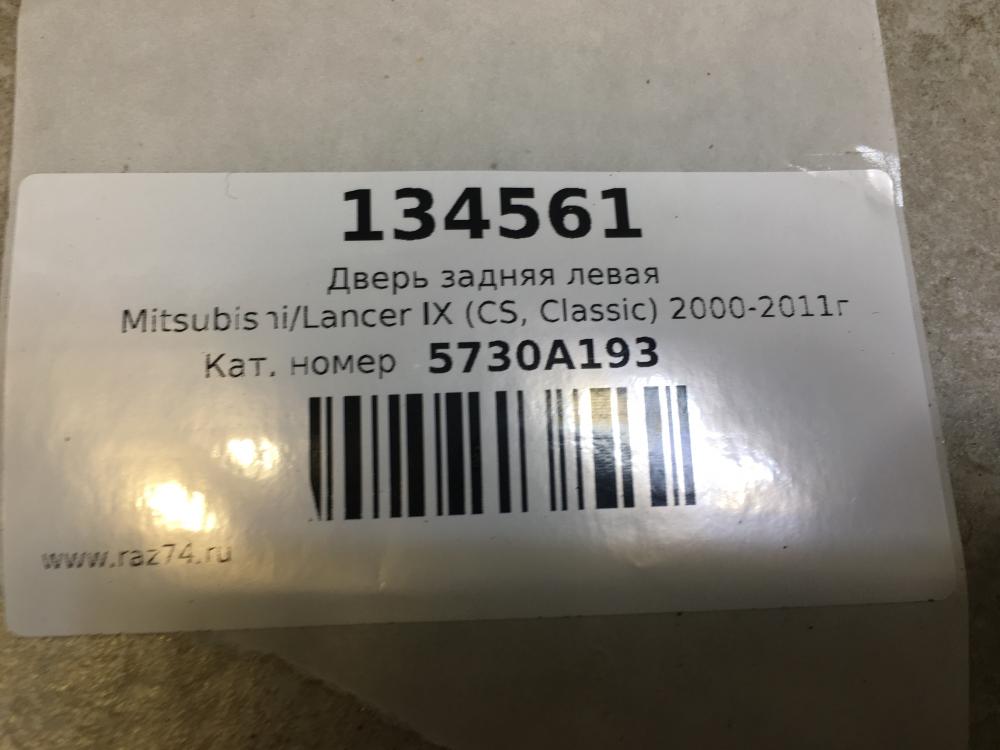 134561
Дверь задняя левая
Mitsubishi/Lancer IX (CS, Classic) 2000-2011г
Кат. номер 5730A193
www.raz74.ru